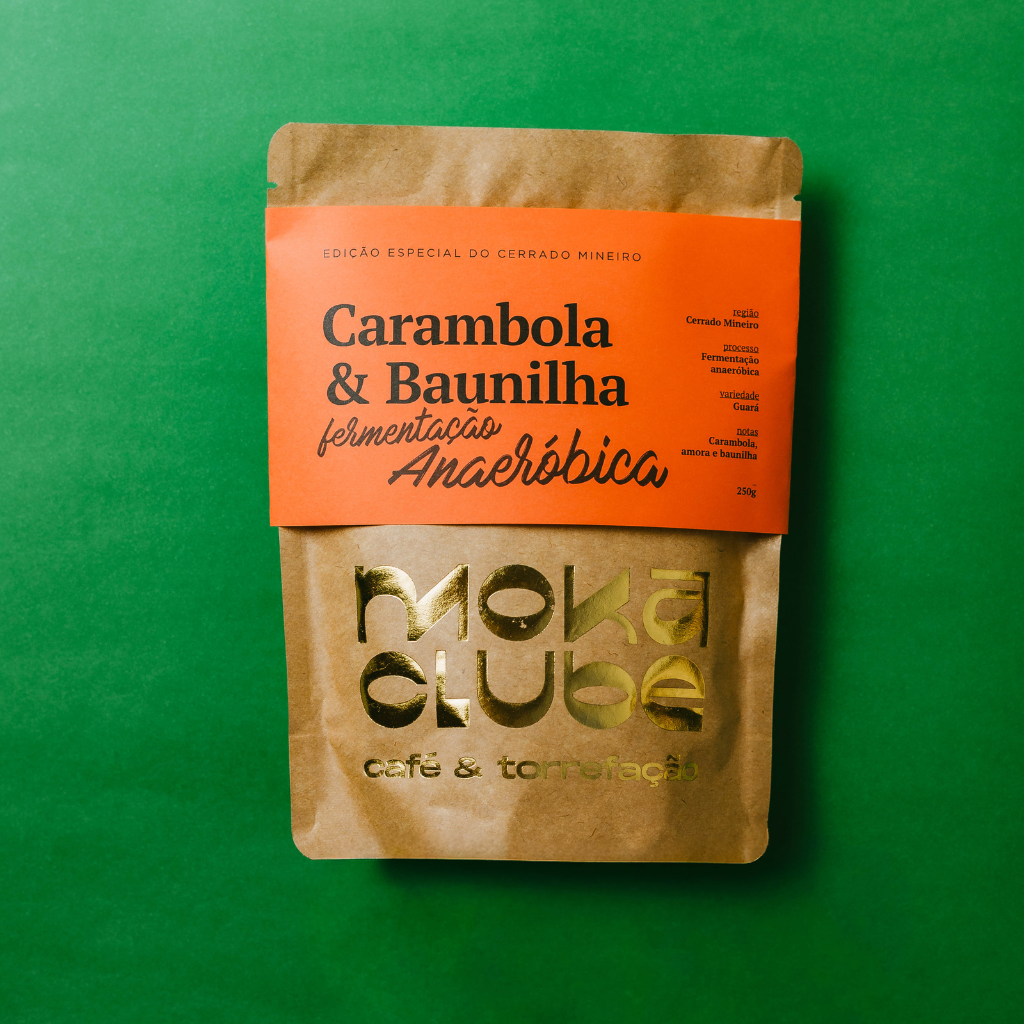 EDIÇÃO ESPECIAL DO CERRADO MINEIRO
Carambola
& Baunilha
fermentação
Anaeróbica
região
Cerrado Mineiro
processo
Fermentação
anaeróbica
variedade
Guará
notas
Carambola,
amora e baunilha
250g
moka
clube
café & torrefação